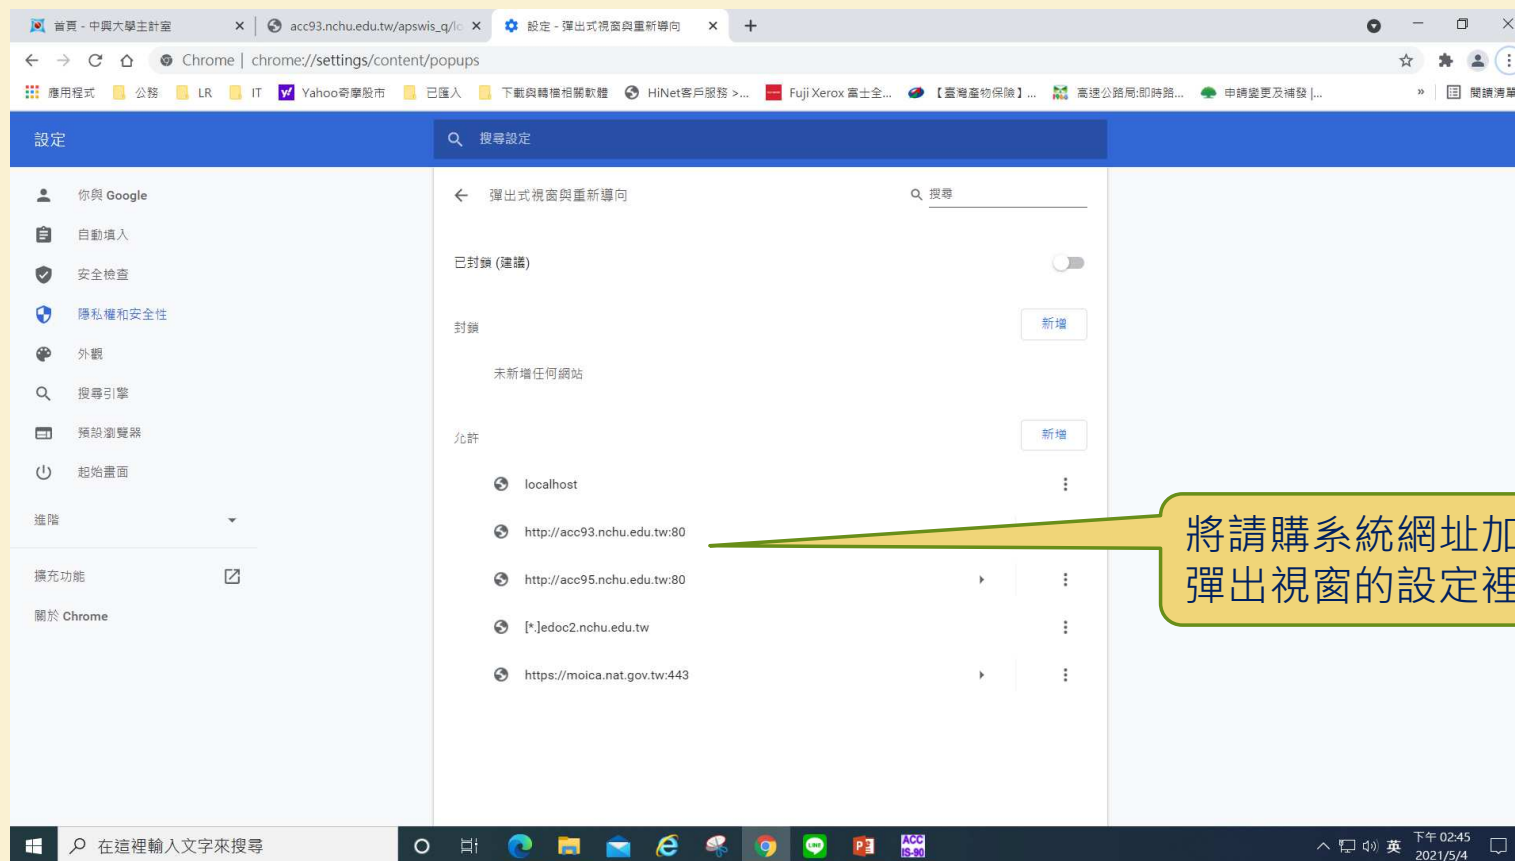 首頁 - 中興大學主計室
acc93.nchu.edu.tw/apswis_q/lo
設定 - 彈出式視窗與重新導向
Chrome | chrome://settings/content/popups
應用程式 公務 LR IT Yahoo奇摩股市 已匯入 下載與轉檔相關軟體 HiNet客戶服務 >... Fuji Xerox 富士全... 【臺灣產物保險】... 高速公路局:即時路... 申請變更及補發 |... » 閱讀清單
設定
搜尋設定
你與 Google
自動填入
安全檢查
隱私權和安全性
外觀
搜尋引擎
預設瀏覽器
起始畫面
進階
擴充功能
關於 Chrome
彈出式視窗與重新導向
搜尋
已封鎖 (建議)
封鎖
新增
未新增任何網站
允許
新增
localhost
http://acc93.nchu.edu.tw:80
http://acc95.nchu.edu.tw:80
[*.]edoc2.nchu.edu.tw
https://moica.nat.gov.tw:443
將請購系統網址加
彈出視窗的設定裡
在這裡輸入文字來搜尋
ACC
IS-90
英
下午 02:45
2021/5/4